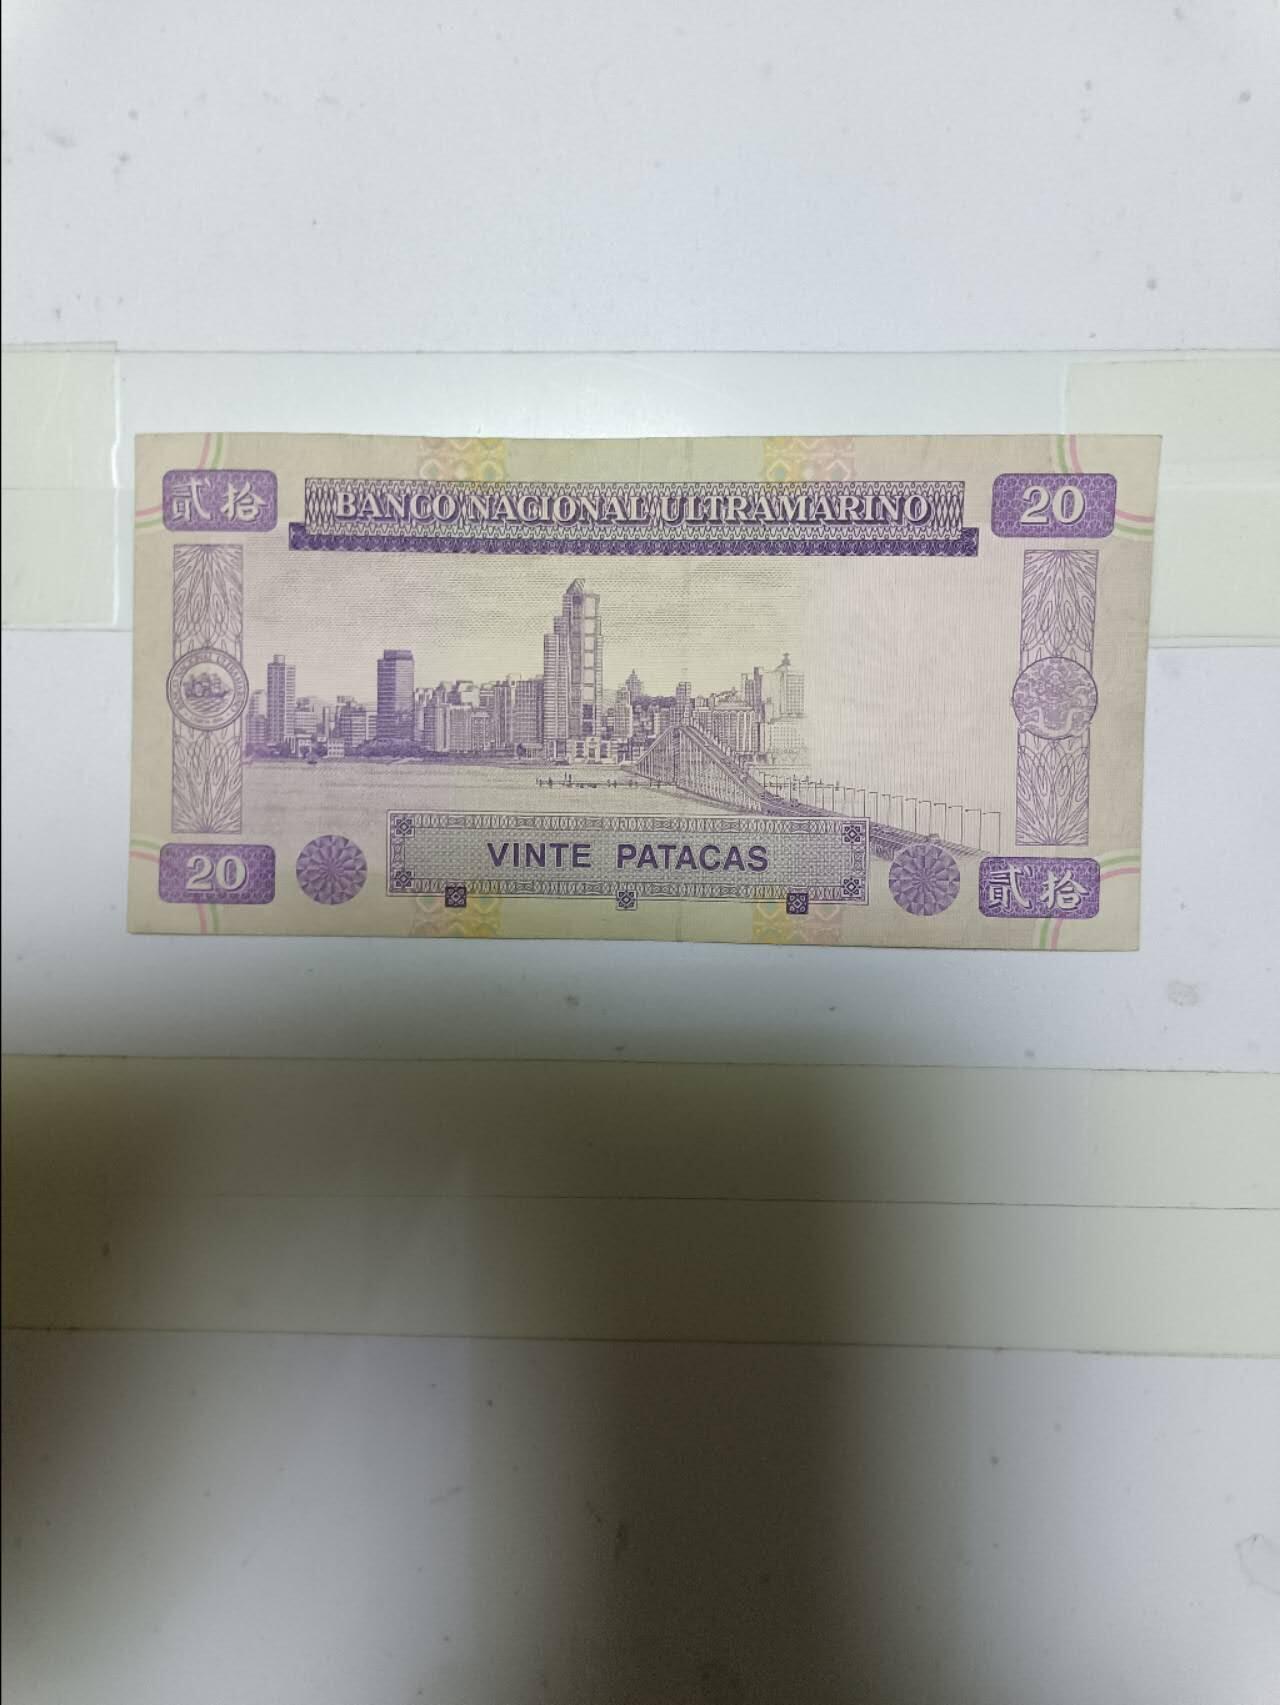 貳拾
BANCO NACIONAL ULTRAMARINO
20
20
VINTE PATACAS
貳拾